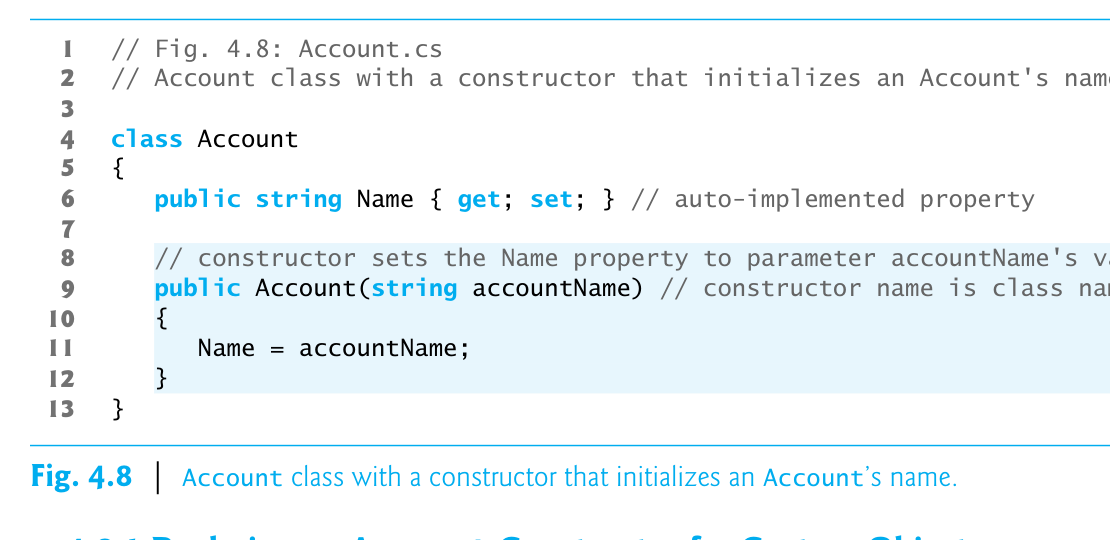 1 // Fig. 4.8: Account.cs
2 // Account class with a constructor that initializes an Account's name
3
4 class Account
5 {
6 public string Name { get; set; } // auto-implemented property
7
8 // constructor sets the Name property to parameter accountName's
9 public Account(string accountName) // constructor name is class
10 {
11 Name = accountName;
12 }
13 }
Fig. 4.8 | Account class with a constructor that initializes an Account's name.